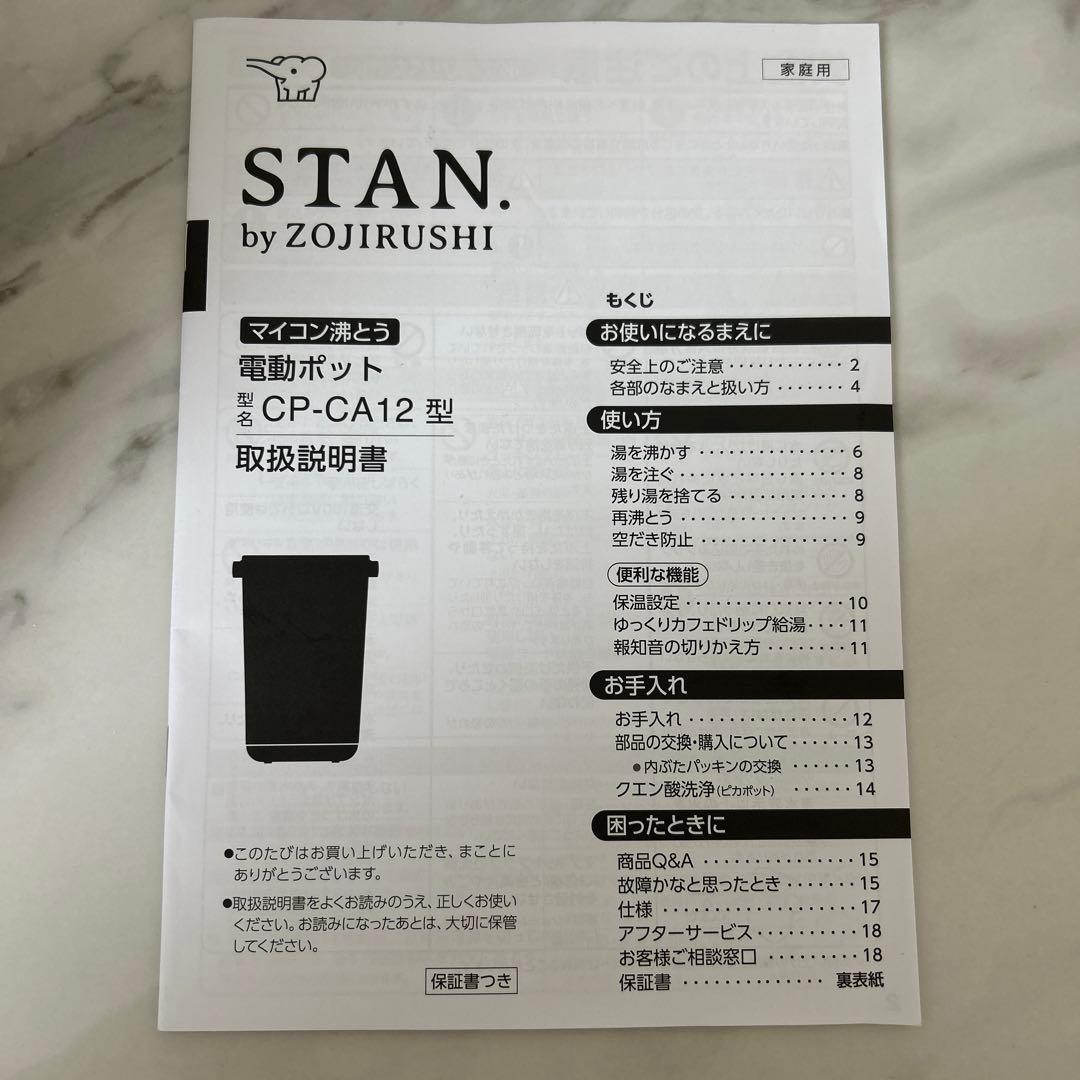 家庭用
STAN.
by ZOJIRUSHI
マイコン沸とう
電動ポット
型名 CP-CA12 型
取扱説明書
●このたびはお買い上げいただき、まことに
ありがとうございます。
●取扱説明書をよくお読みのうえ、正しくお使い
ください。お読みになったあとは、大切に保管
してください。
保証書つき
もくじ
お使いになるまえに
安全上のご注意 ············ 2
各部のなまえと扱い方 ······· 4
使い方
湯を沸かす ··············· 6
湯を注ぐ ················ 8
残り湯を捨てる ············ 8
再沸とう ················ 9
空だき防止 ··············· 9
便利な機能
保温設定 ················ 10
ゆっくりカフェドリップ給湯 ···· 11
報知音の切りかえ方 ········ 11
お手入れ
お手入れ ················ 12
部品の交換・購入について ······ 13
●内ぶたパッキンの交換 ······ 13
クエン酸洗浄(ピカポット) ······ 14
困ったときに
商品Q&A ··············· 15
故障かなと思ったとき ······· 15
仕様 ··················· 17
アフターサービス ·········· 18
お客様ご相談窓口 ········· 18
保証書 ··············· 裏表紙